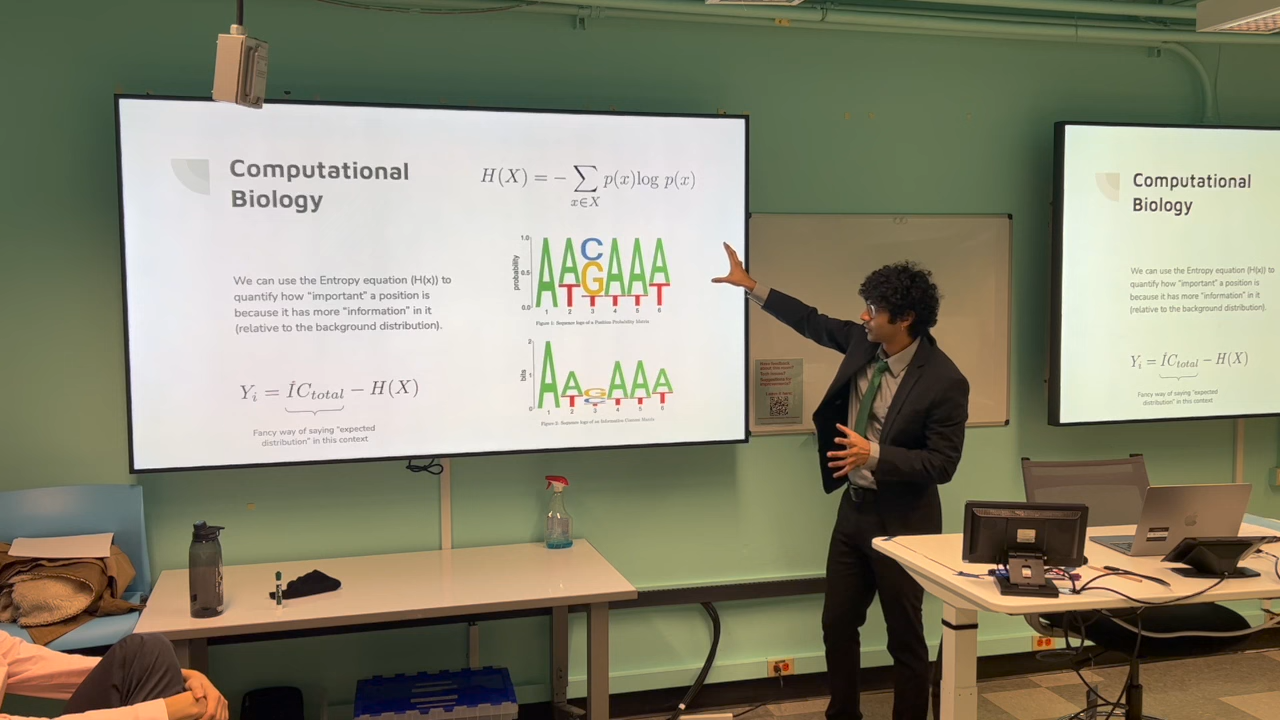 Computational
Biology
H(X) = − ∑ p(x)log p(x)
x∈X
We can use the Entropy equation (H(x)) to
quantify how "important" a position is
because it has more "information" in it
(relative to the background distribution).
Y_i = IC_total − H(X)
Fancy way of saying "expected
distribution" in this context
probability
1.0
0.5
0.0
A A T C G T A T A T A T
1 2 3 4 5 6
Figure 1: Sequence logo of a Position Probability Matrix
bits
2
1
0
A A T G C A T A T A T
1 2 3 4 5 6
Figure 2: Sequence logo of an Information Content Matrix
Computational
Biology
We can use the Entropy equation (H(x)) to
quantify how "important" a position is
because it has more "information" in it
(relative to the background distribution).
Y_i = IC_total − H(X)
Fancy way of saying "expected
distribution" in this context